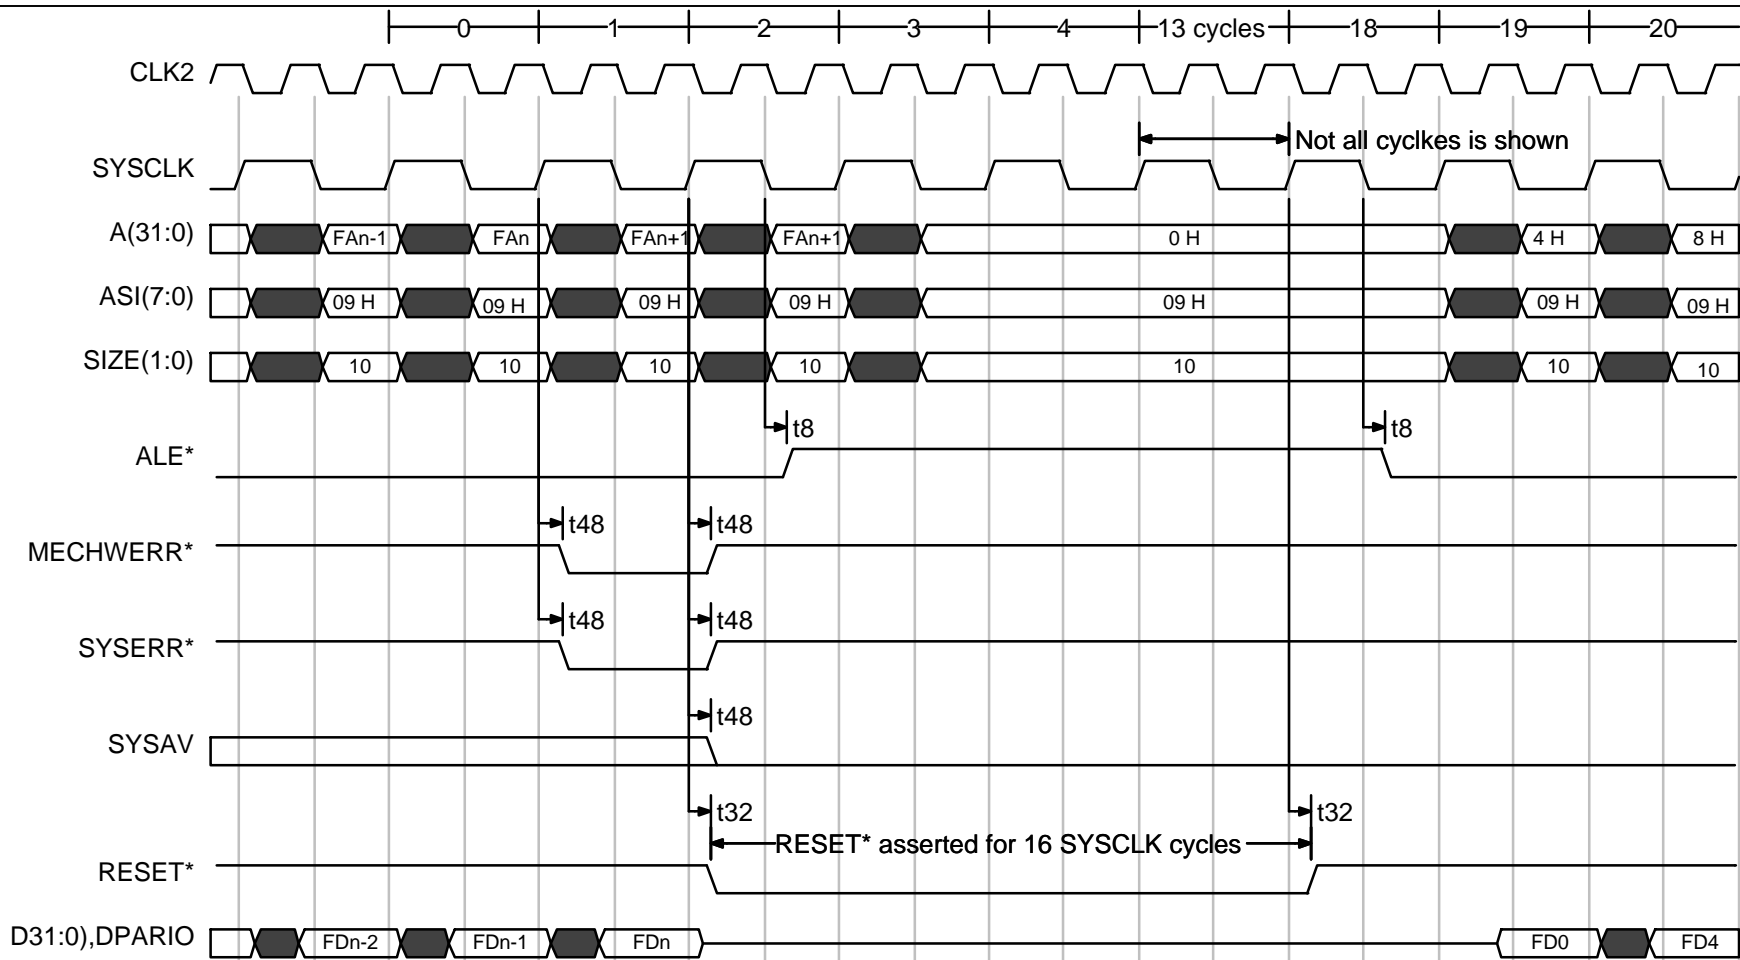 0 1 2 3 4 13 cycles 18 19 20
CLK2
Not all cyclkes is shown
SYSCLK
A(31:0) FAn-1 FAn FAn+1 FAn+1 0 H 4 H 8 H
ASI(7:0) 09 H 09 H 09 H 09 H 09 H 09 H 09 H
SIZE(1:0) 10 10 10 10 10 10 10
t8 t8
ALE*
t48 t48
MECHWERR*
t48 t48
SYSERR*
t48
SYSAV
t32 t32
RESET* asserted for 16 SYSCLK cycles
RESET*
D31:0),DPARIO FDn-2 FDn-1 FDn FD0 FD4